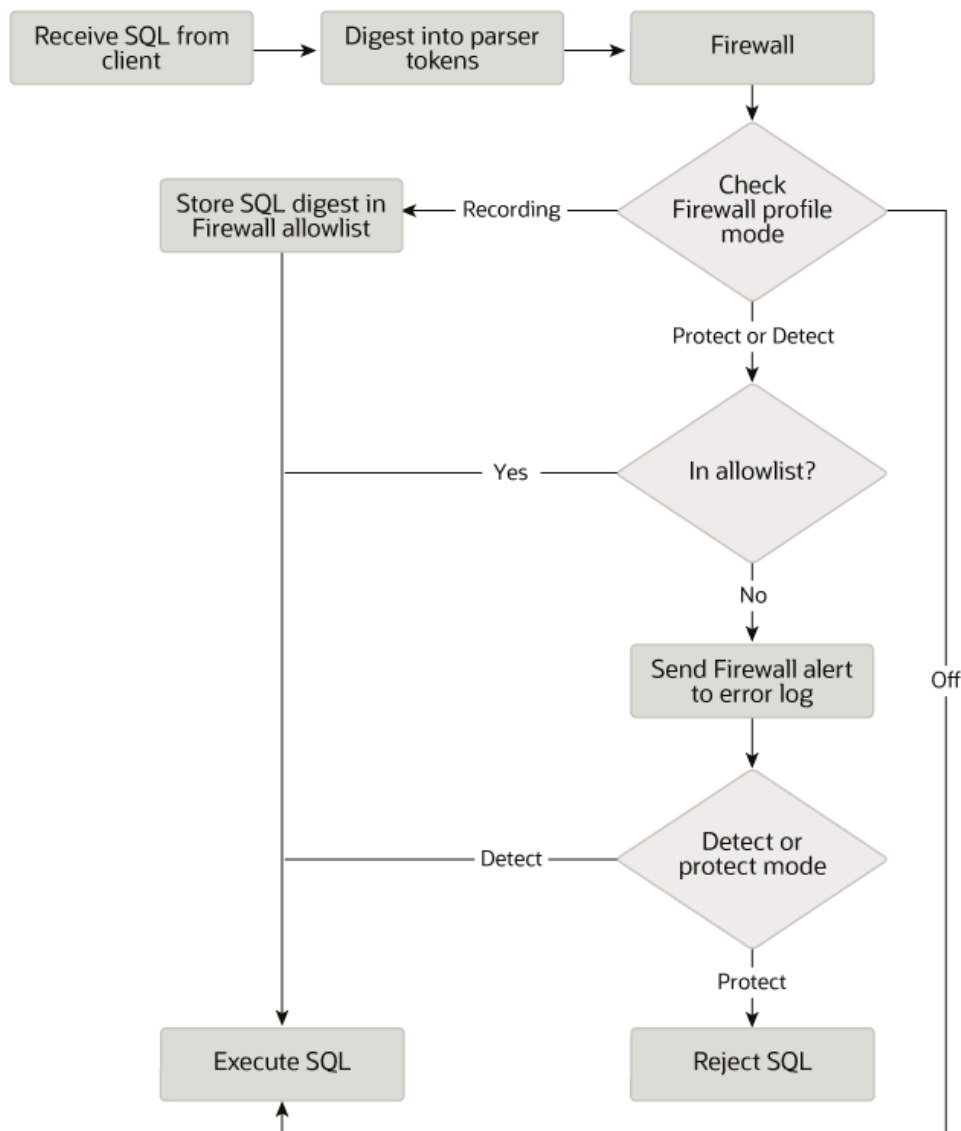 Receive SQL from
client
Digest into parser
tokens
Firewall
Check
Firewall profile
mode
Recording
Store SQL digest in
Firewall allowlist
Protect or Detect
In allowlist?
Yes
No
Send Firewall alert
to error log
Off
Detect or
protect mode
Detect
Protect
Execute SQL
Reject SQL